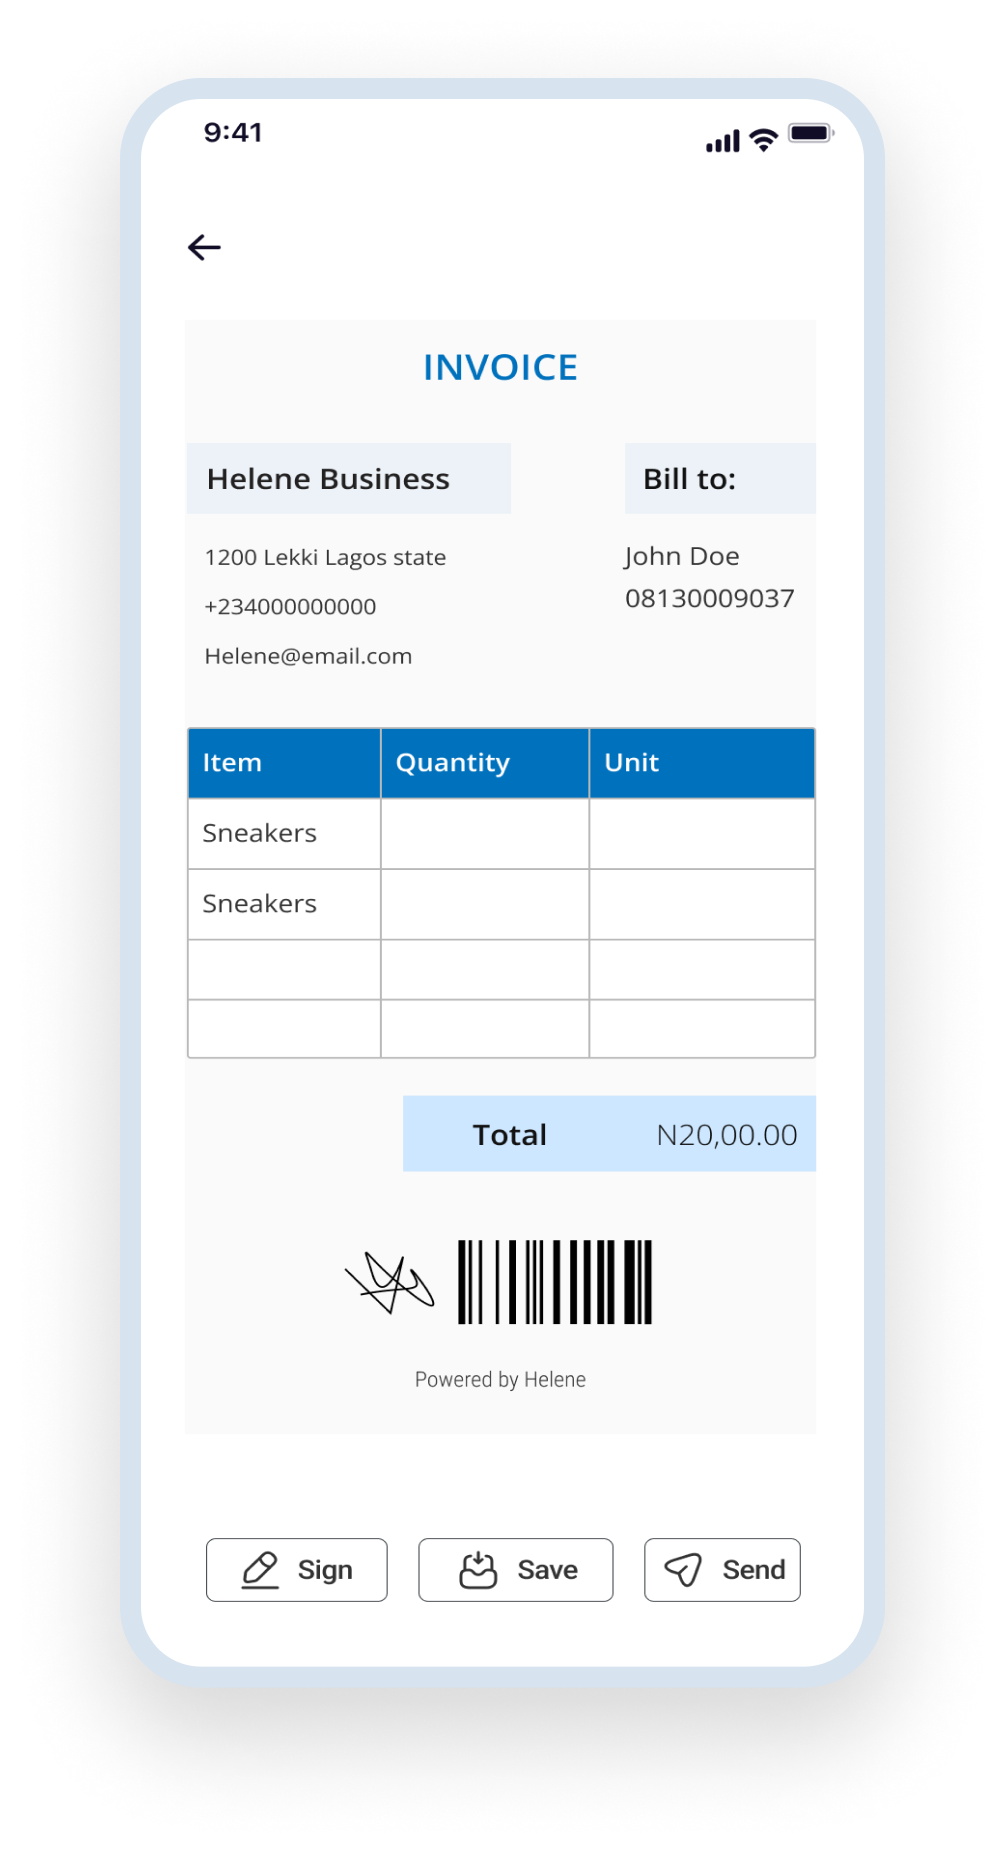 9:41
INVOICE
Helene Business
1200 Lekki Lagos state
+234000000000
Helene@email.com
Bill to:
John Doe
08130009037
Item Quantity Unit
Sneakers
Sneakers
Total N20,00.00
Powered by Helene
Sign Save Send